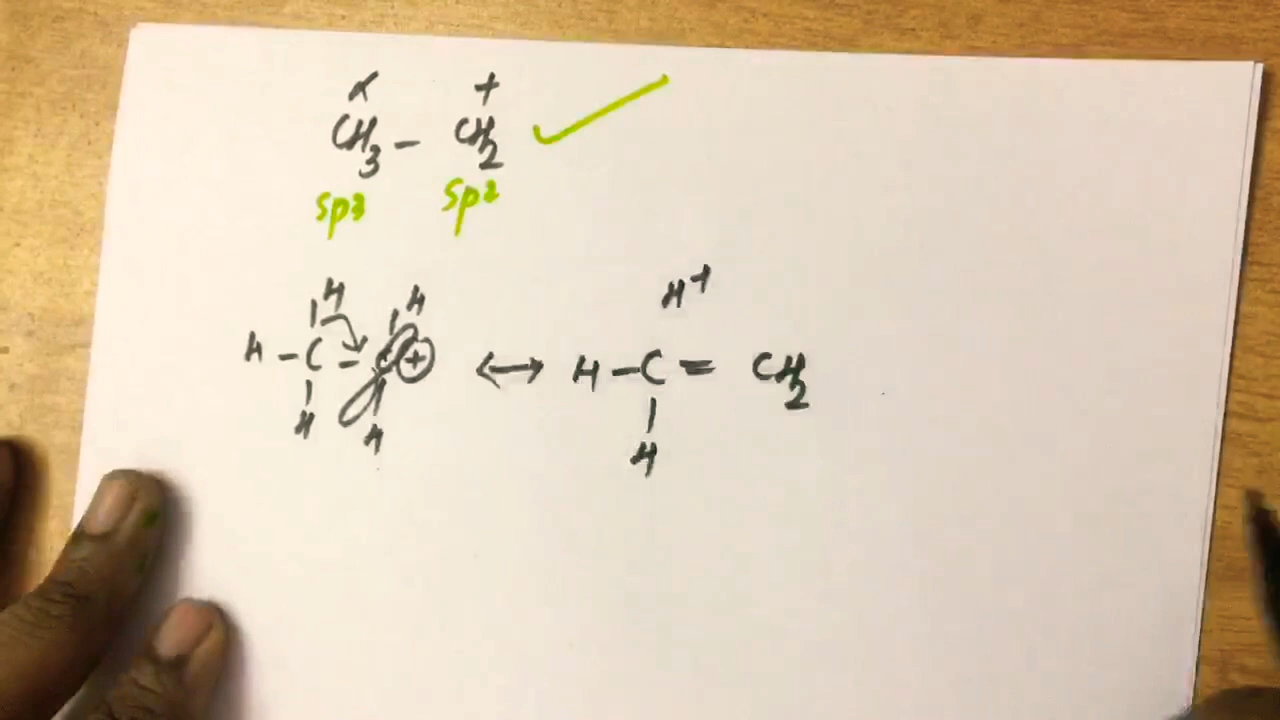 α +
CH3 - CH2
sp3 sp2
H H
H - C - C + ⟷ H - C = CH2
H H
H+
H